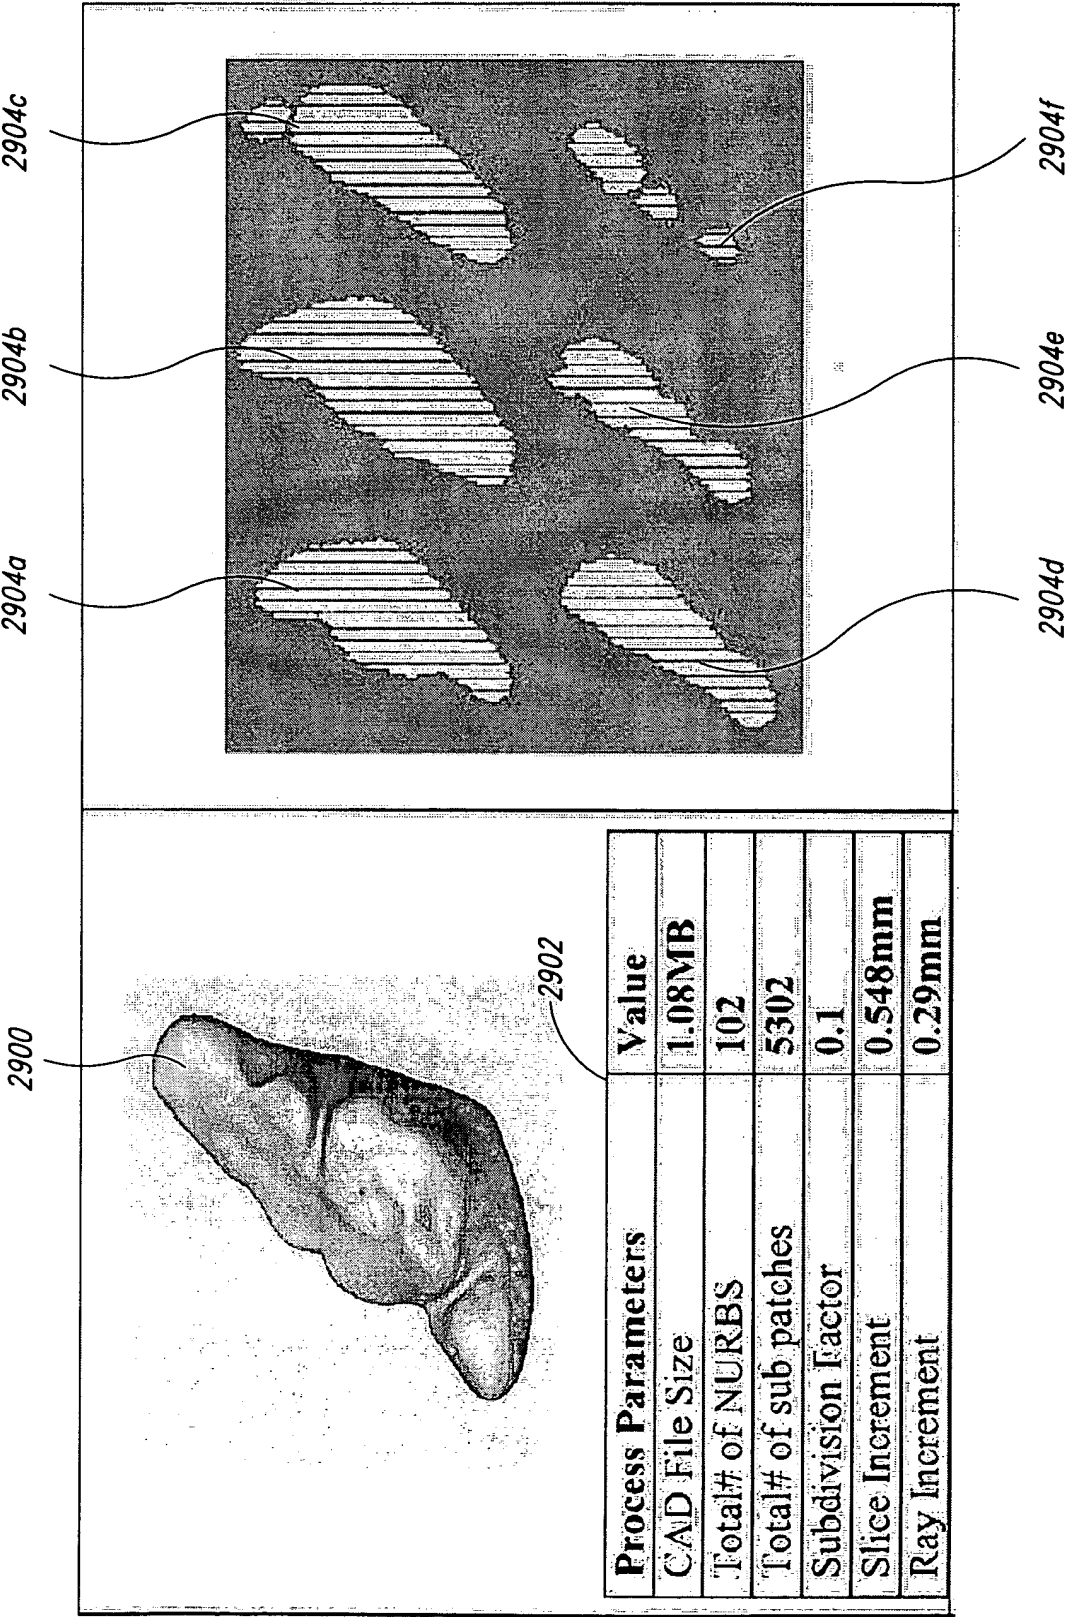 2900
2902
Process Parameters Value
CAD File Size 1.08MB
Total# of NURBS 102
Total# of sub patches 5302
Subdivision Factor 0.1
Slice Increment 0.548mm
Ray Increment 0.29mm
2904a
2904b
2904c
2904d
2904e
2904f